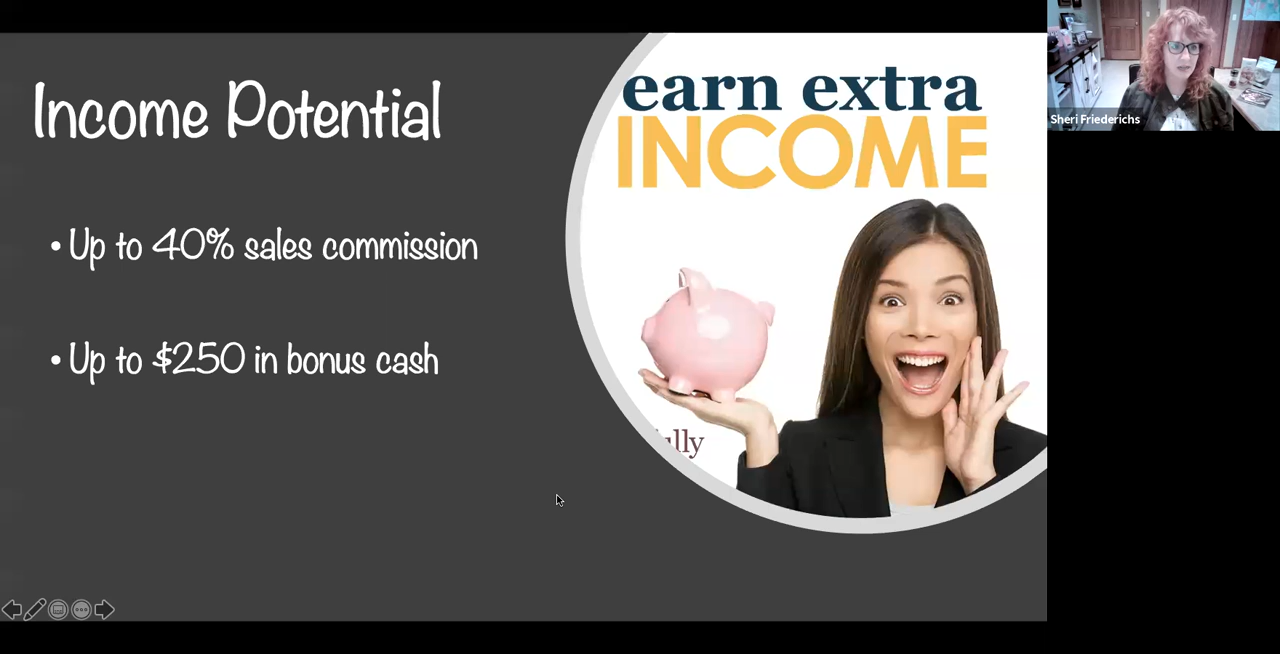 Income Potential
• Up to 40% sales commission
• Up to $250 in bonus cash
earn extra
INCOME
Sheri Friederichs